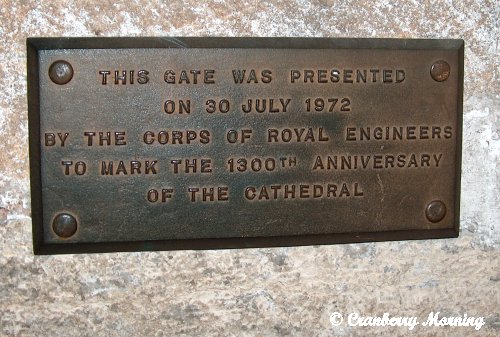 THIS GATE WAS PRESENTED
ON 30 JULY 1972
BY THE CORPS OF ROYAL ENGINEERS
TO MARK THE 1300TH ANNIVERSARY
OF THE CATHEDRAL
© Cranberry Morning